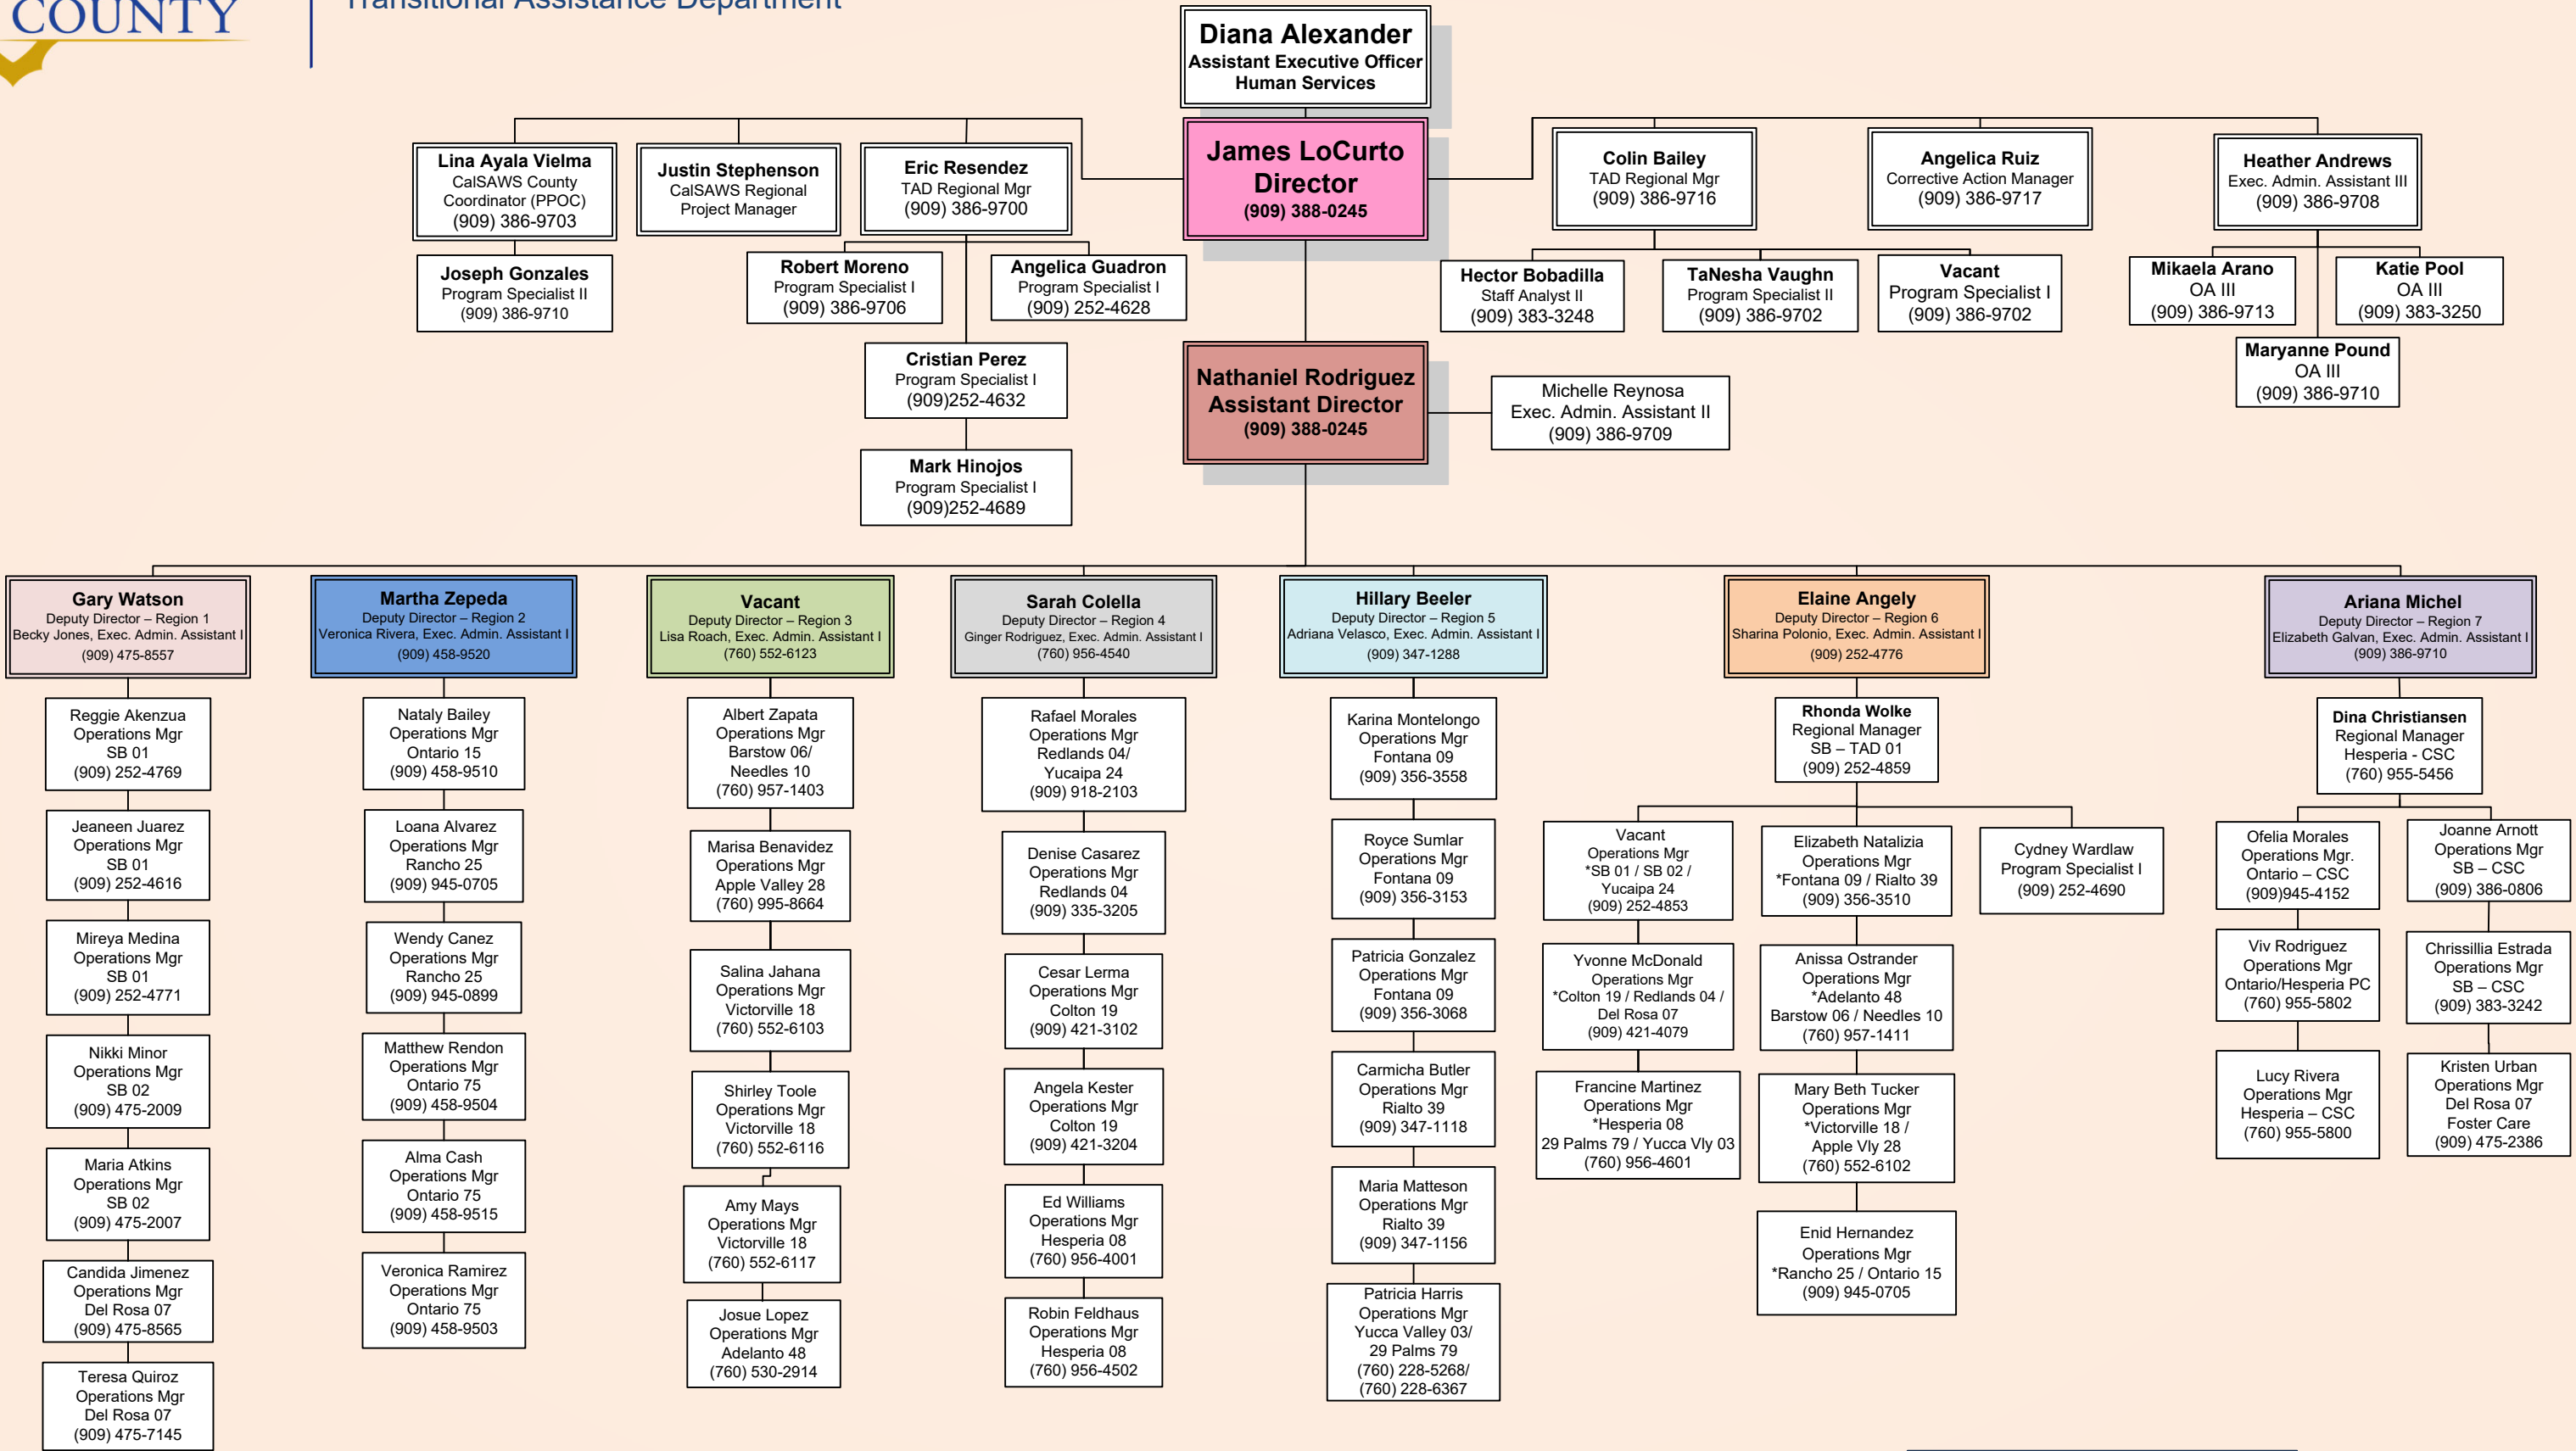 COUNTY
Transitional Assistance Department
Diana Alexander
Assistant Executive Officer
Human Services
James LoCurto
Director
(909) 388-0245
Lina Ayala Vielma
CalSAWS County
Coordinator (PPOC)
(909) 386-9703
Justin Stephenson
CalSAWS Regional
Project Manager
Eric Resendez
TAD Regional Mgr
(909) 386-9700
Colin Bailey
TAD Regional Mgr
(909) 386-9716
Angelica Ruiz
Corrective Action Manager
(909) 386-9717
Heather Andrews
Exec. Admin. Assistant III
(909) 386-9708
Joseph Gonzales
Program Specialist II
(909) 386-9710
Robert Moreno
Program Specialist I
(909) 386-9706
Angelica Guadron
Program Specialist I
(909) 252-4628
Hector Bobadilla
Staff Analyst II
(909) 383-3248
TaNesha Vaughn
Program Specialist II
(909) 386-9702
Vacant
Program Specialist I
(909) 386-9702
Mikaela Arano
OA III
(909) 386-9713
Katie Pool
OA III
(909) 383-3250
Maryanne Pound
OA III
(909) 386-9710
Cristian Perez
Program Specialist I
(909)252-4632
Mark Hinojos
Program Specialist I
(909)252-4689
Nathaniel Rodriguez
Assistant Director
(909) 388-0245
Michelle Reynosa
Exec. Admin. Assistant II
(909) 386-9709
Gary Watson
Deputy Director – Region 1
Becky Jones, Exec. Admin. Assistant I
(909) 475-8557
Martha Zepeda
Deputy Director – Region 2
Veronica Rivera, Exec. Admin. Assistant I
(909) 458-9520
Vacant
Deputy Director – Region 3
Lisa Roach, Exec. Admin. Assistant I
(760) 552-6123
Sarah Colella
Deputy Director – Region 4
Ginger Rodriguez, Exec. Admin. Assistant I
(760) 956-4540
Hillary Beeler
Deputy Director – Region 5
Adriana Velasco, Exec. Admin. Assistant I
(909) 347-1288
Elaine Angely
Deputy Director – Region 6
Sharina Polonio, Exec. Admin. Assistant I
(909) 252-4776
Ariana Michel
Deputy Director – Region 7
Elizabeth Galvan, Exec. Admin. Assistant I
(909) 386-9710
Reggie Akenzua
Operations Mgr
SB 01
(909) 252-4769
Jeaneen Juarez
Operations Mgr
SB 01
(909) 252-4616
Mireya Medina
Operations Mgr
SB 01
(909) 252-4771
Nikki Minor
Operations Mgr
SB 02
(909) 475-2009
Maria Atkins
Operations Mgr
SB 02
(909) 475-2007
Candida Jimenez
Operations Mgr
Del Rosa 07
(909) 475-8565
Teresa Quiroz
Operations Mgr
Del Rosa 07
(909) 475-7145
Nataly Bailey
Operations Mgr
Ontario 15
(909) 458-9510
Loana Alvarez
Operations Mgr
Rancho 25
(909) 945-0705
Wendy Canez
Operations Mgr
Rancho 25
(909) 945-0899
Matthew Rendon
Operations Mgr
Ontario 75
(909) 458-9504
Alma Cash
Operations Mgr
Ontario 75
(909) 458-9515
Veronica Ramirez
Operations Mgr
Ontario 75
(909) 458-9503
Albert Zapata
Operations Mgr
Barstow 06/
Needles 10
(760) 957-1403
Marisa Benavidez
Operations Mgr
Apple Valley 28
(760) 995-8664
Salina Jahana
Operations Mgr
Victorville 18
(760) 552-6103
Shirley Toole
Operations Mgr
Victorville 18
(760) 552-6116
Amy Mays
Operations Mgr
Victorville 18
(760) 552-6117
Josue Lopez
Operations Mgr
Adelanto 48
(760) 530-2914
Rafael Morales
Operations Mgr
Redlands 04/
Yucaipa 24
(909) 918-2103
Denise Casarez
Operations Mgr
Redlands 04
(909) 335-3205
Cesar Lerma
Operations Mgr
Colton 19
(909) 421-3102
Angela Kester
Operations Mgr
Colton 19
(909) 421-3204
Ed Williams
Operations Mgr
Hesperia 08
(760) 956-4001
Robin Feldhaus
Operations Mgr
Hesperia 08
(760) 956-4502
Karina Montelongo
Operations Mgr
Fontana 09
(909) 356-3558
Royce Sumlar
Operations Mgr
Fontana 09
(909) 356-3153
Patricia Gonzalez
Operations Mgr
Fontana 09
(909) 356-3068
Carmicha Butler
Operations Mgr
Rialto 39
(909) 347-1118
Maria Matteson
Operations Mgr
Rialto 39
(909) 347-1156
Patricia Harris
Operations Mgr
Yucca Valley 03/
29 Palms 79
(760) 228-5268/
(760) 228-6367
Rhonda Wolke
Regional Manager
SB – TAD 01
(909) 252-4859
Vacant
Operations Mgr
*SB 01 / SB 02 /
Yucaipa 24
(909) 252-4853
Yvonne McDonald
Operations Mgr
*Colton 19 / Redlands 04 /
Del Rosa 07
(909) 421-4079
Francine Martinez
Operations Mgr
*Hesperia 08
29 Palms 79 / Yucca Vly 03
(760) 956-4601
Elizabeth Natalizia
Operations Mgr
*Fontana 09 / Rialto 39
(909) 356-3510
Anissa Ostrander
Operations Mgr
*Adelanto 48
Barstow 06 / Needles 10
(760) 957-1411
Mary Beth Tucker
Operations Mgr
*Victorville 18 /
Apple Vly 28
(760) 552-6102
Enid Hernandez
Operations Mgr
*Rancho 25 / Ontario 15
(909) 945-0705
Cydney Wardlaw
Program Specialist I
(909) 252-4690
Dina Christiansen
Regional Manager
Hesperia - CSC
(760) 955-5456
Ofelia Morales
Operations Mgr.
Ontario – CSC
(909)945-4152
Viv Rodriguez
Operations Mgr
Ontario/Hesperia PC
(760) 955-5802
Lucy Rivera
Operations Mgr
Hesperia – CSC
(760) 955-5800
Joanne Arnott
Operations Mgr
SB – CSC
(909) 386-0806
Chrissillia Estrada
Operations Mgr
SB – CSC
(909) 383-3242
Kristen Urban
Operations Mgr
Del Rosa 07
Foster Care
(909) 475-2386